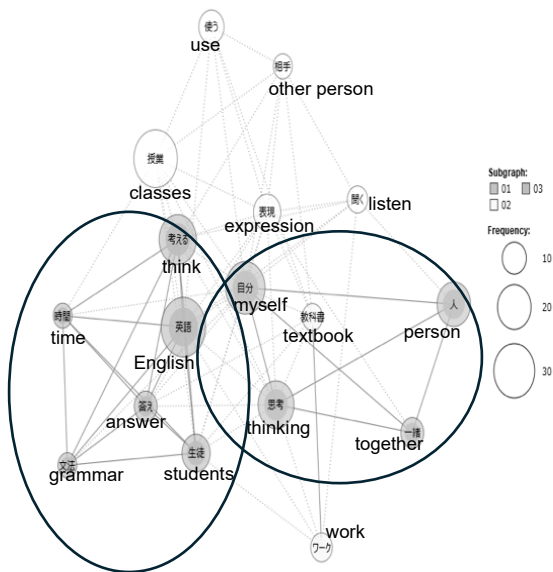 使う
use
相手
other person
授業
classes
表現
expression
聞く
listen
考える
think
自分
myself
人
person
時間
time
英語
English
教科書
textbook
答え
answer
思考
thinking
一緒
together
文法
grammar
生徒
students
ワーク
work
Subgraph:
01 03
02
Frequency:
10
20
30